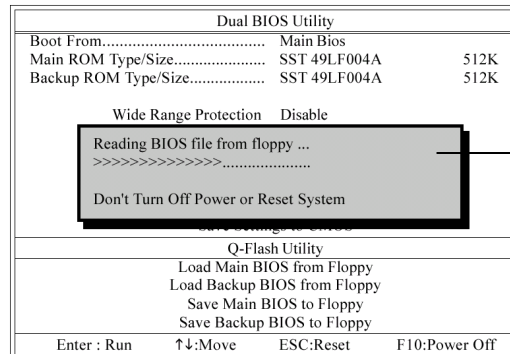 Dual BIOS Utility
Boot From..................................... Main Bios
Main ROM Type/Size...................... SST 49LF004A 512K
Backup ROM Type/Size.................. SST 49LF004A 512K
Wide Range Protection Disable
Reading BIOS file from floppy ...
>>>>>>>>>>>>>>.....................
Don't Turn Off Power or Reset System
Q-Flash Utility
Load Main BIOS from Floppy
Load Backup BIOS from Floppy
Save Main BIOS to Floppy
Save Backup BIOS to Floppy
Enter : Run ↑↓:Move ESC:Reset F10:Power Off